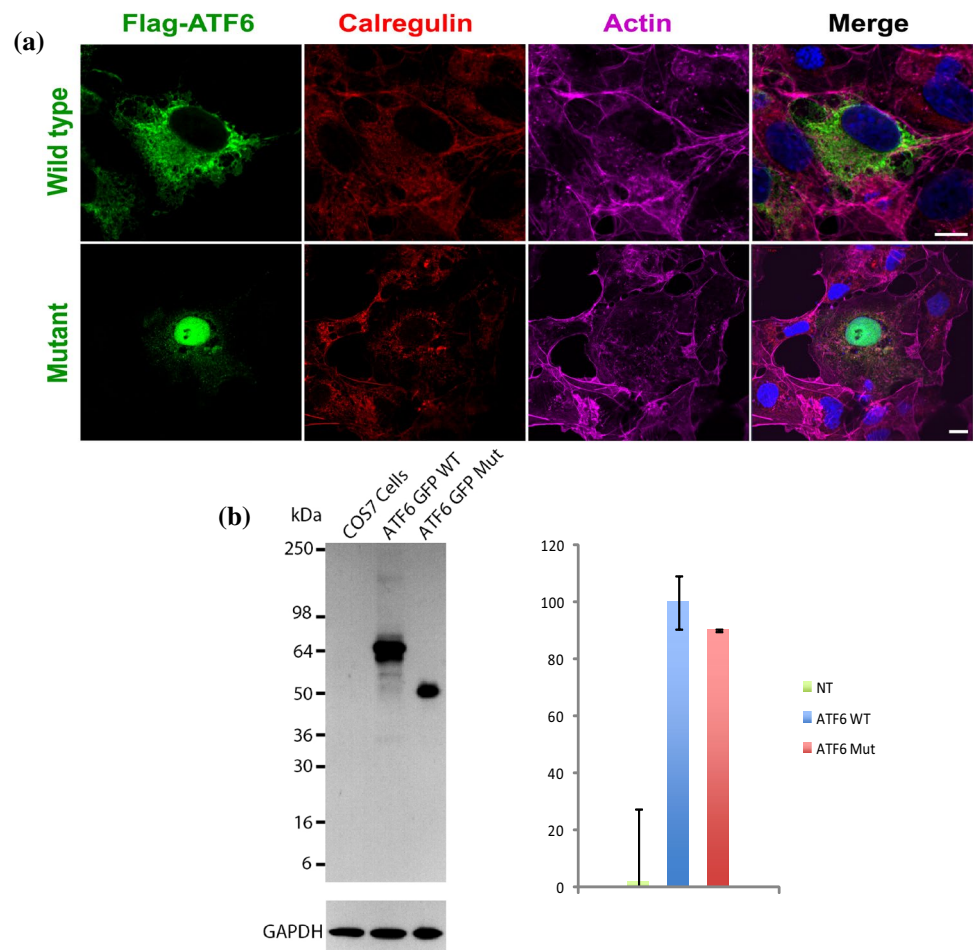 (a)
Flag-ATF6 Calregulin Actin Merge
Wild type
Mutant
(b)
kDa
COS7 Cells
ATF6 GFP WT
ATF6 GFP Mut
250
98
64
50
36
30
16
6
GAPDH
120
100
80
60
40
20
0
NT
ATF6 WT
ATF6 Mut